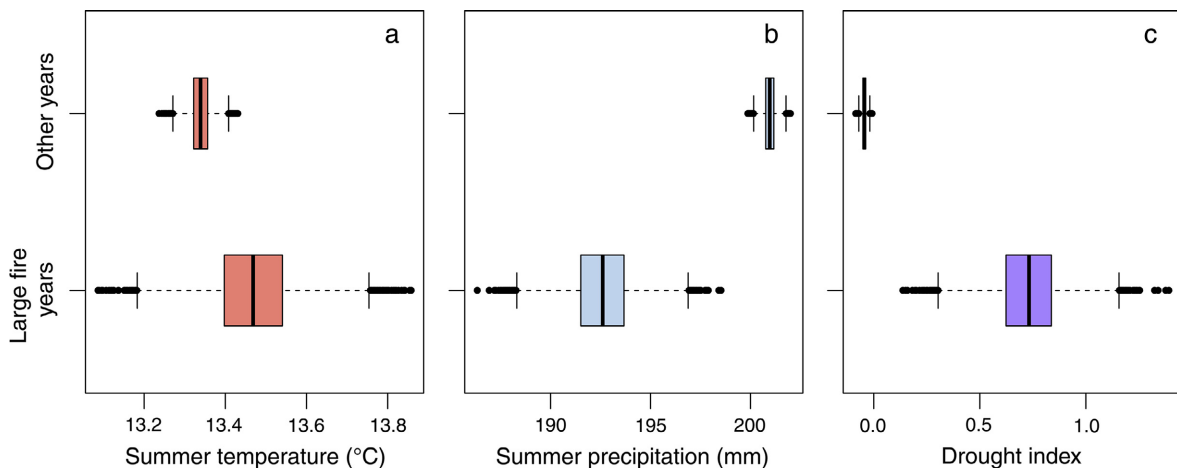 a
b
c
Other years
Large fire
years
13.2
13.4
13.6
13.8
190
195
200
0.0
0.5
1.0
Summer temperature (°C)
Summer precipitation (mm)
Drought index